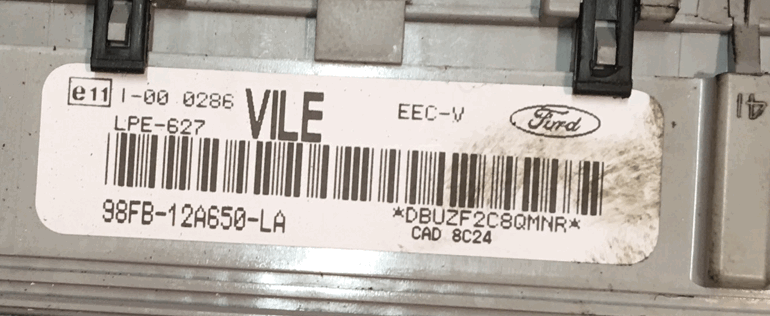 e11 I-00 0286 VILE EEC-V Ford
LPE-627
98FB-12A650-LA *DBUZF2C8QMNR*
CAD 8C24
41